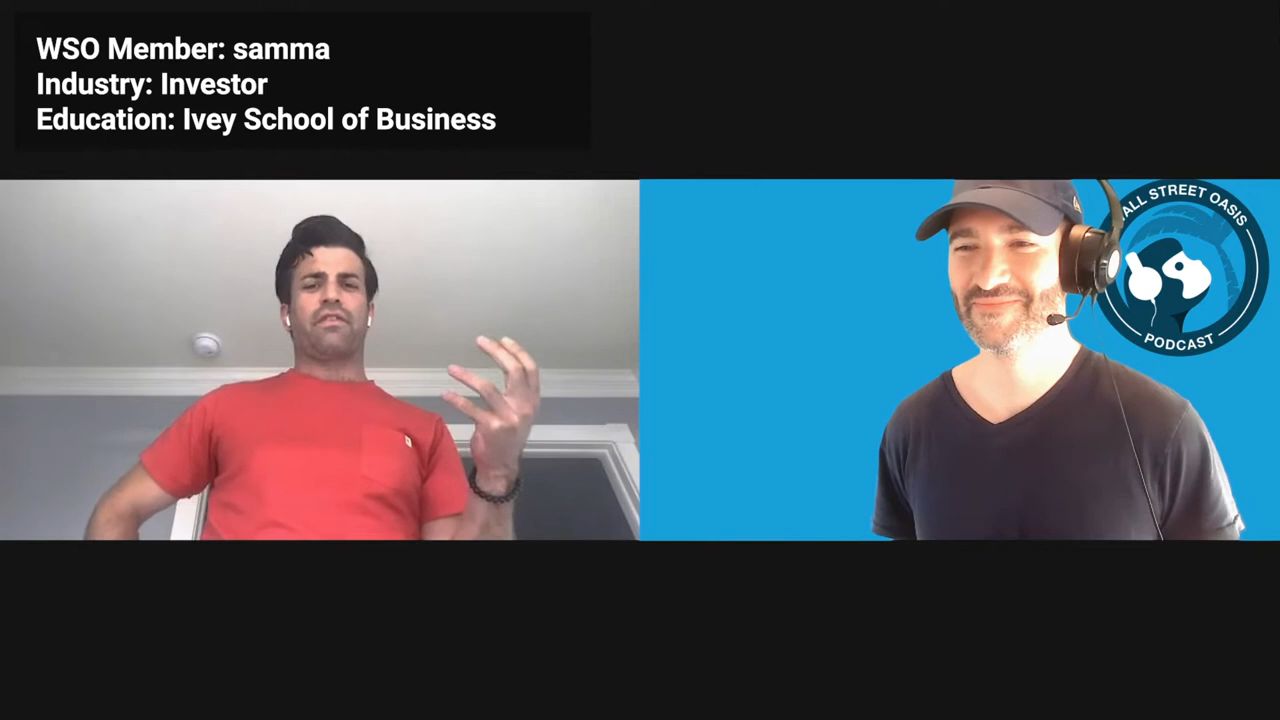 WSO Member: samma
Industry: Investor
Education: Ivey School of Business
ALL STREET OASIS
PODCAST